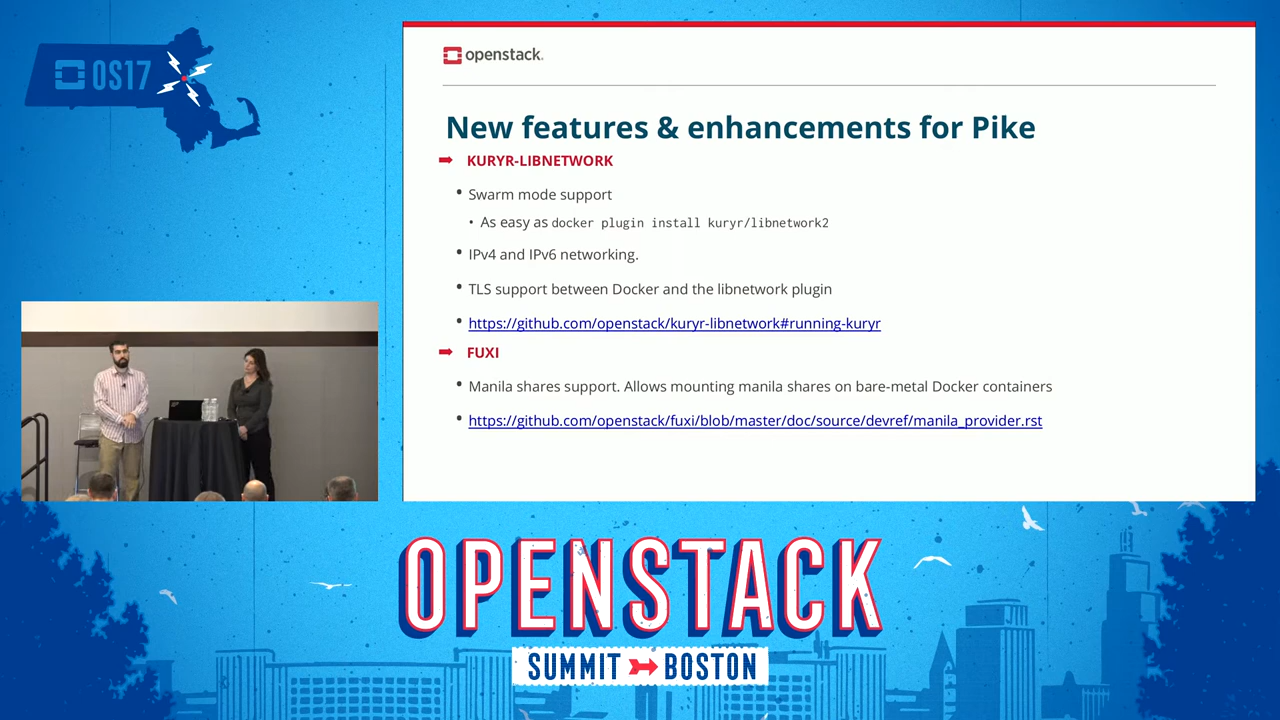 OS17
openstack.
New features & enhancements for Pike
KURYR-LIBNETWORK
Swarm mode support
As easy as docker plugin install kuryr/libnetwork2
IPv4 and IPv6 networking.
TLS support between Docker and the libnetwork plugin
https://github.com/openstack/kuryr-libnetwork#running-kuryr
FUXI
Manila shares support. Allows mounting manila shares on bare-metal Docker containers
https://github.com/openstack/fuxi/blob/master/doc/source/devref/manila_provider.rst
OPENSTACK
SUMMIT BOSTON